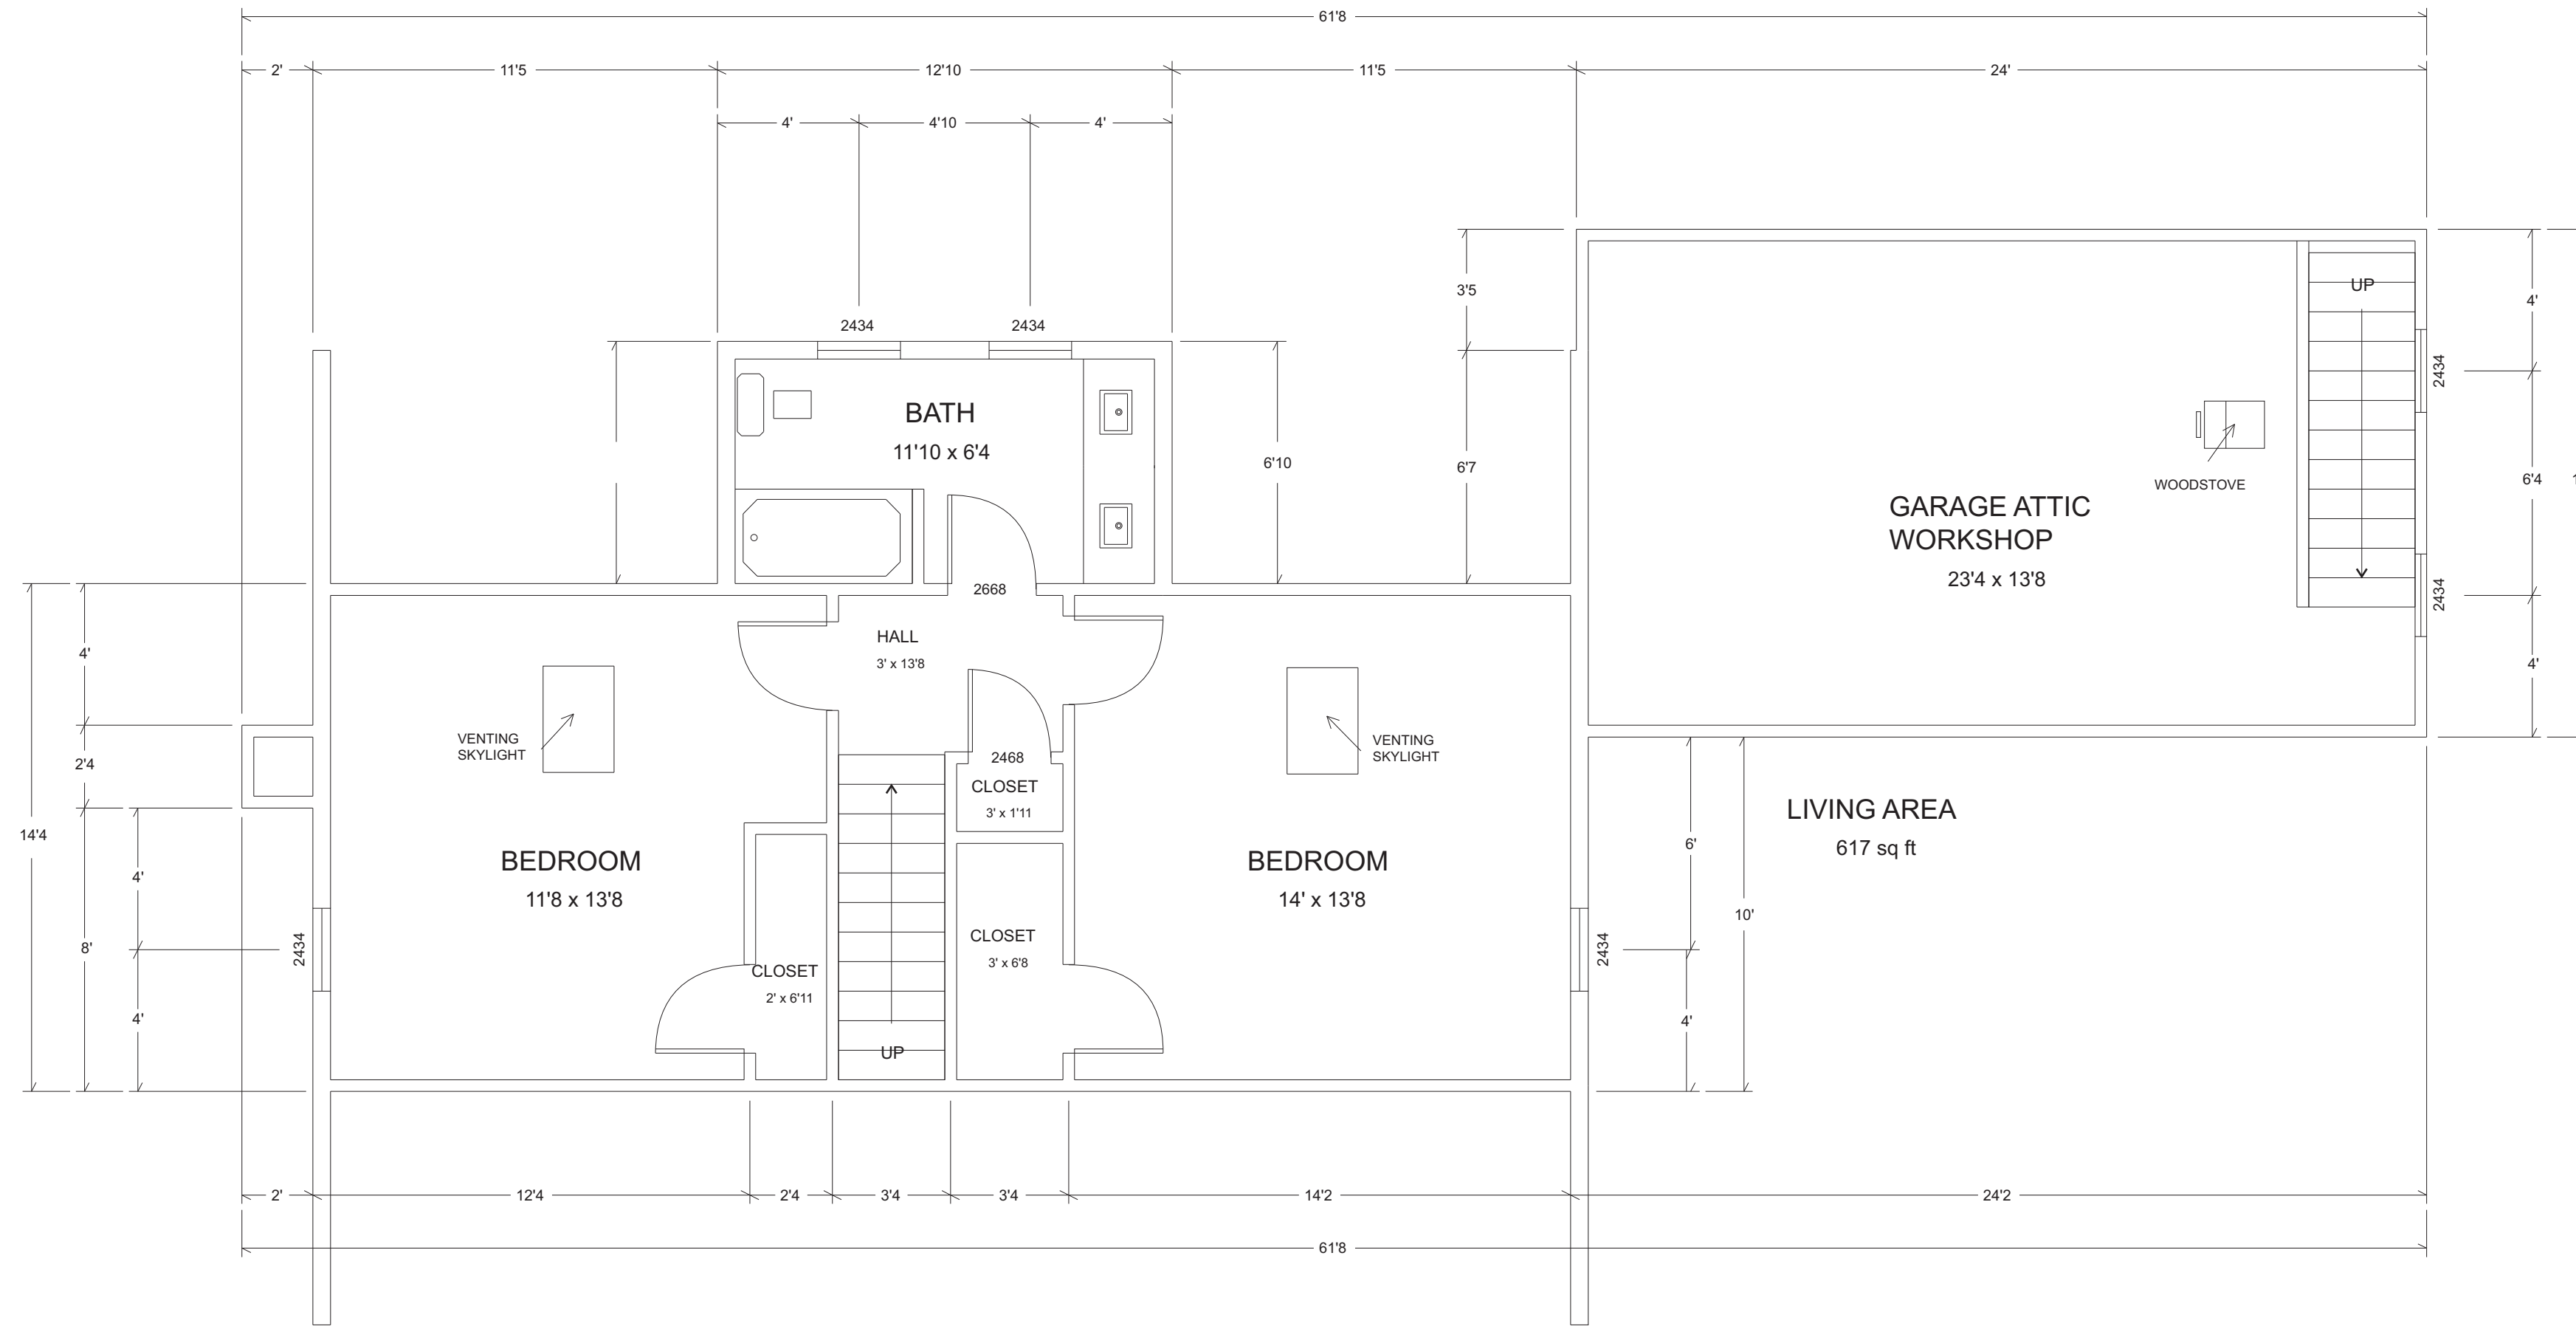 61'8
2'
11'5
12'10
11'5
24'
4'
4'10
4'
2434
2434
3'5
UP
4'
2434
BATH
11'10 x 6'4
6'10
6'7
WOODSTOVE
6'4
GARAGE ATTIC
WORKSHOP
23'4 x 13'8
2434
2668
HALL
3' x 13'8
4'
4'
VENTING
SKYLIGHT
VENTING
SKYLIGHT
2468
CLOSET
3' x 1'11
2'4
14'4
LIVING AREA
617 sq ft
6'
BEDROOM
11'8 x 13'8
BEDROOM
14' x 13'8
4'
10'
8'
2434
CLOSET
3' x 6'8
2434
CLOSET
2' x 6'11
4'
4'
UP
2'
12'4
2'4
3'4
3'4
14'2
24'2
61'8